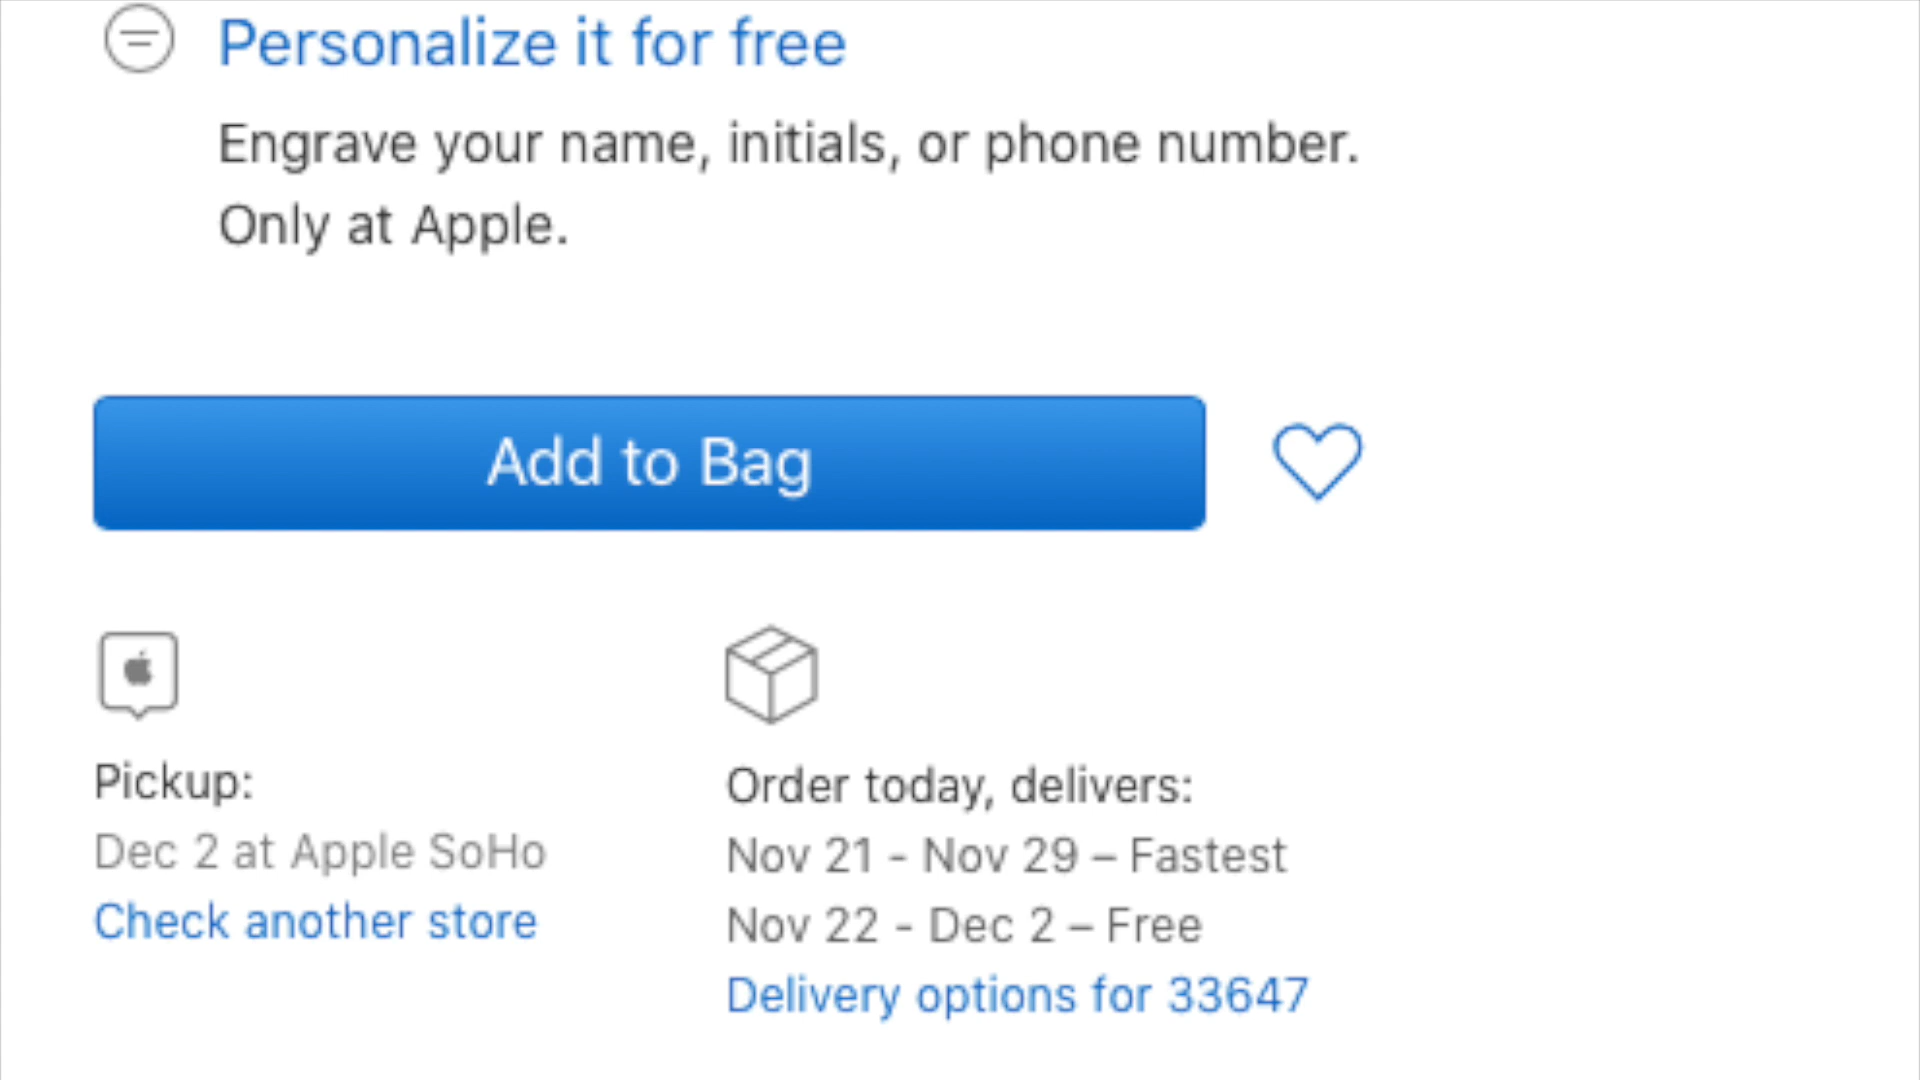 Personalize it for free
Engrave your name, initials, or phone number.
Only at Apple.
Add to Bag
Pickup:
Dec 2 at Apple SoHo
Check another store
Order today, delivers:
Nov 21 - Nov 29 – Fastest
Nov 22 - Dec 2 – Free
Delivery options for 33647